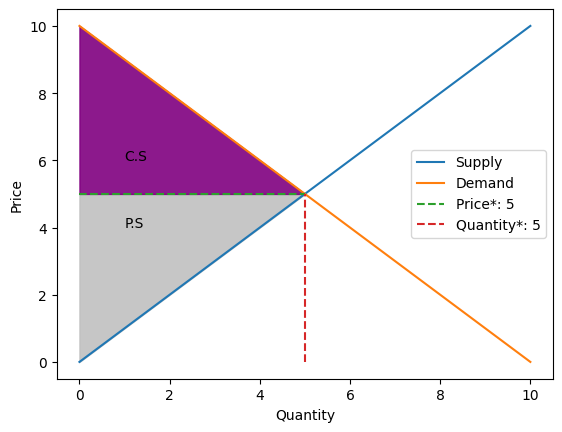 10
8
6
4
2
0
Price
C.S
P.S
Supply
Demand
Price*: 5
Quantity*: 5
0 2 4 6 8 10
Quantity